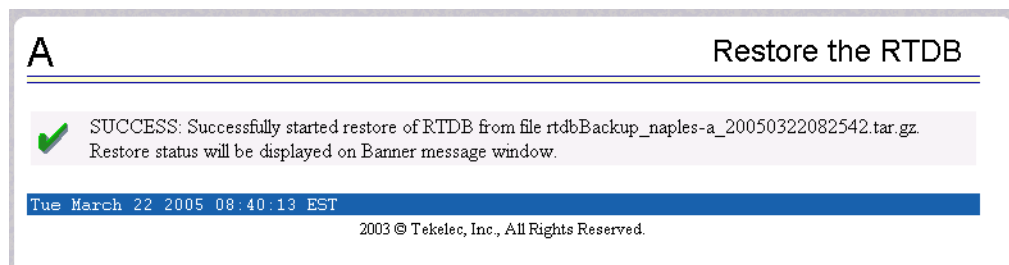 A
Restore the RTDB
SUCCESS: Successfully started restore of RTDB from file rtdbBackup_naples-a_20050322082542.tar.gz.
Restore status will be displayed on Banner message window.
Tue March 22 2005 08:40:13 EST
2003 © Tekelec, Inc., All Rights Reserved.